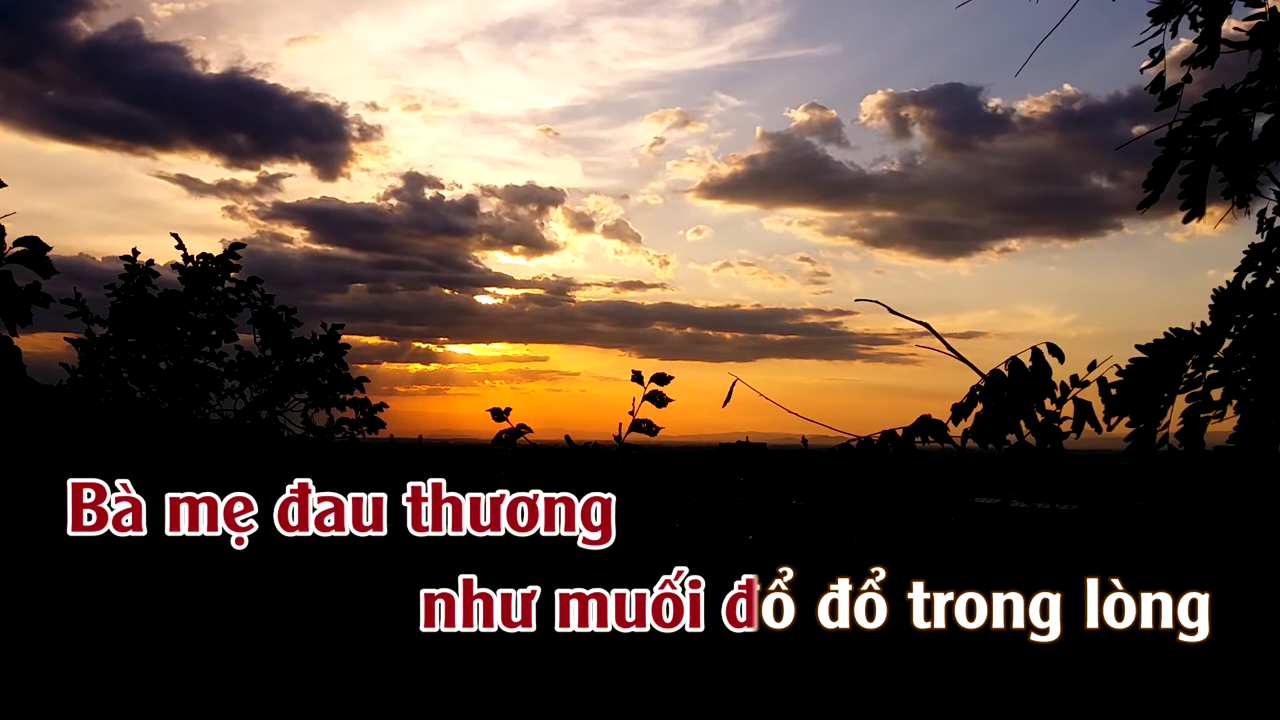 Bà mẹ đau thương
như muối đổ đổ trong lòng